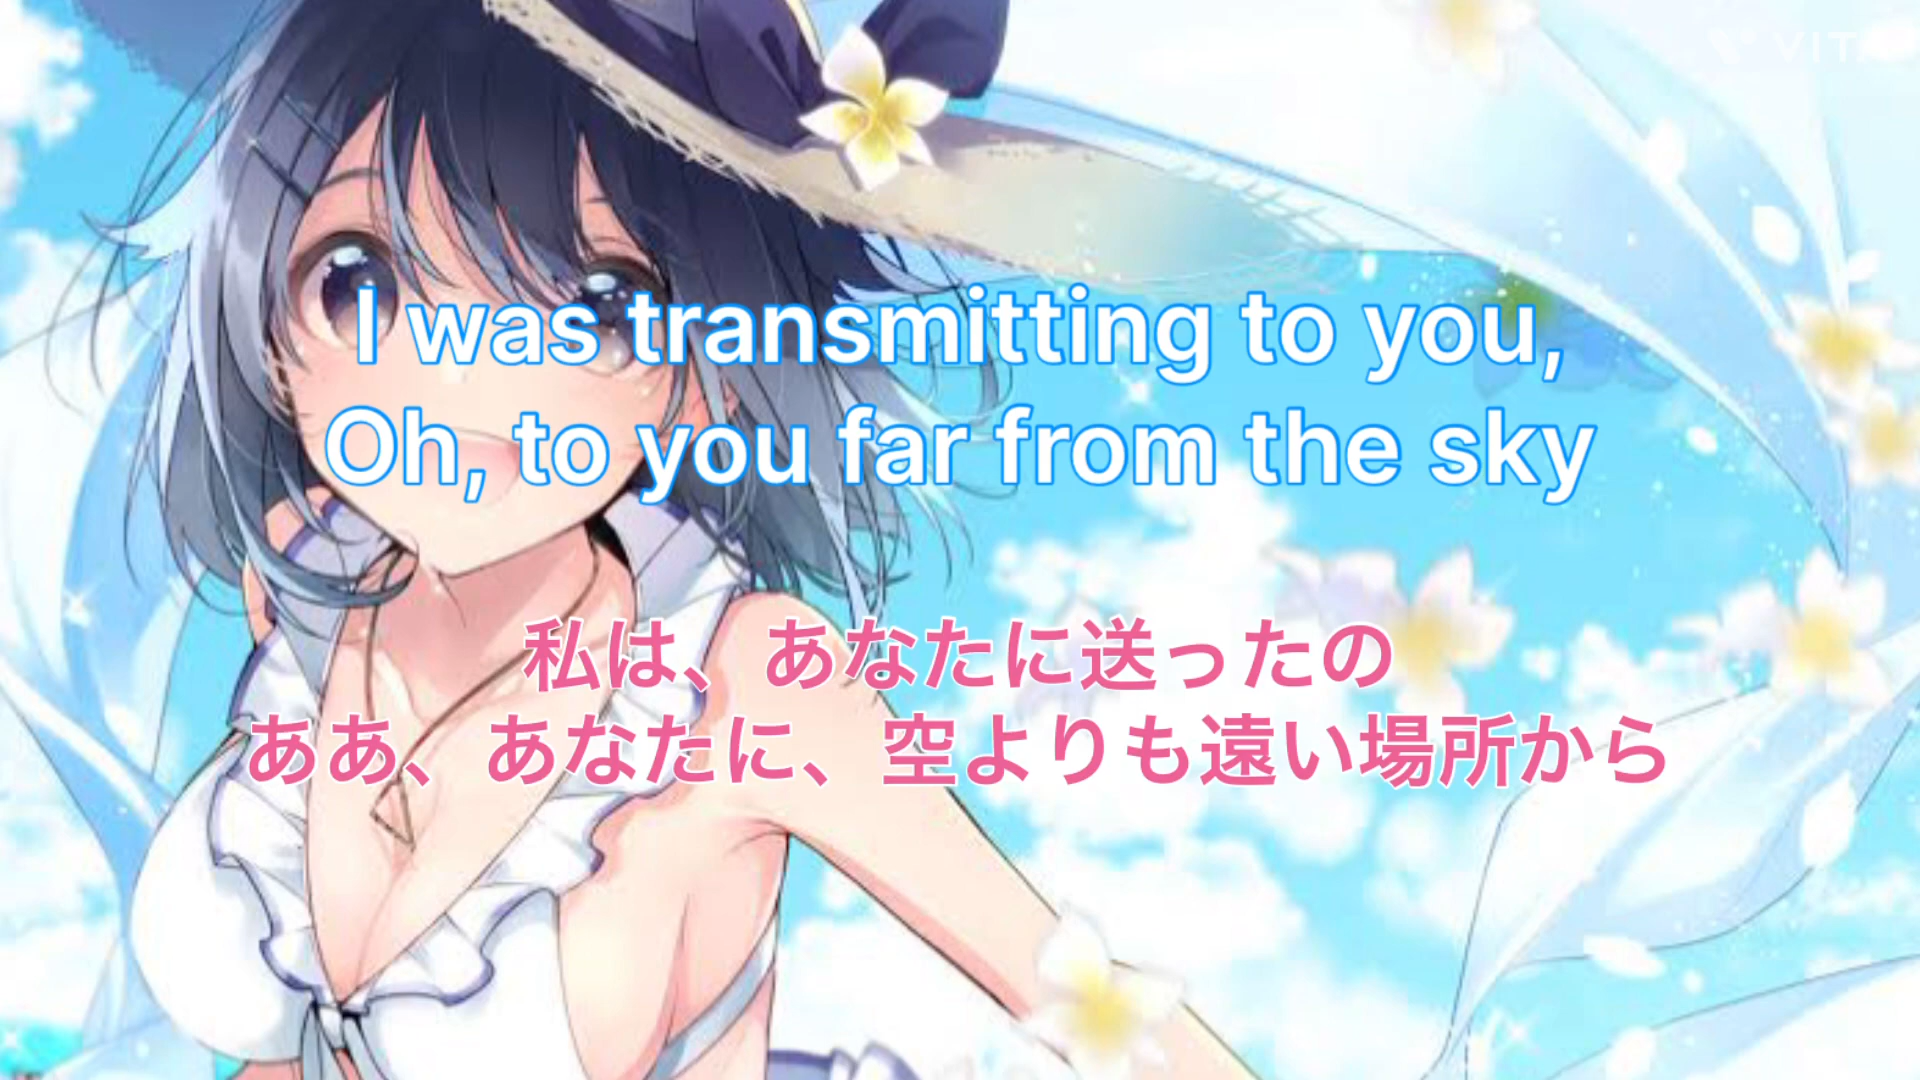 VITA
I was transmitting to you,
Oh, to you far from the sky
私は、あなたに送ったの
ああ、あなたに、空よりも遠い場所から